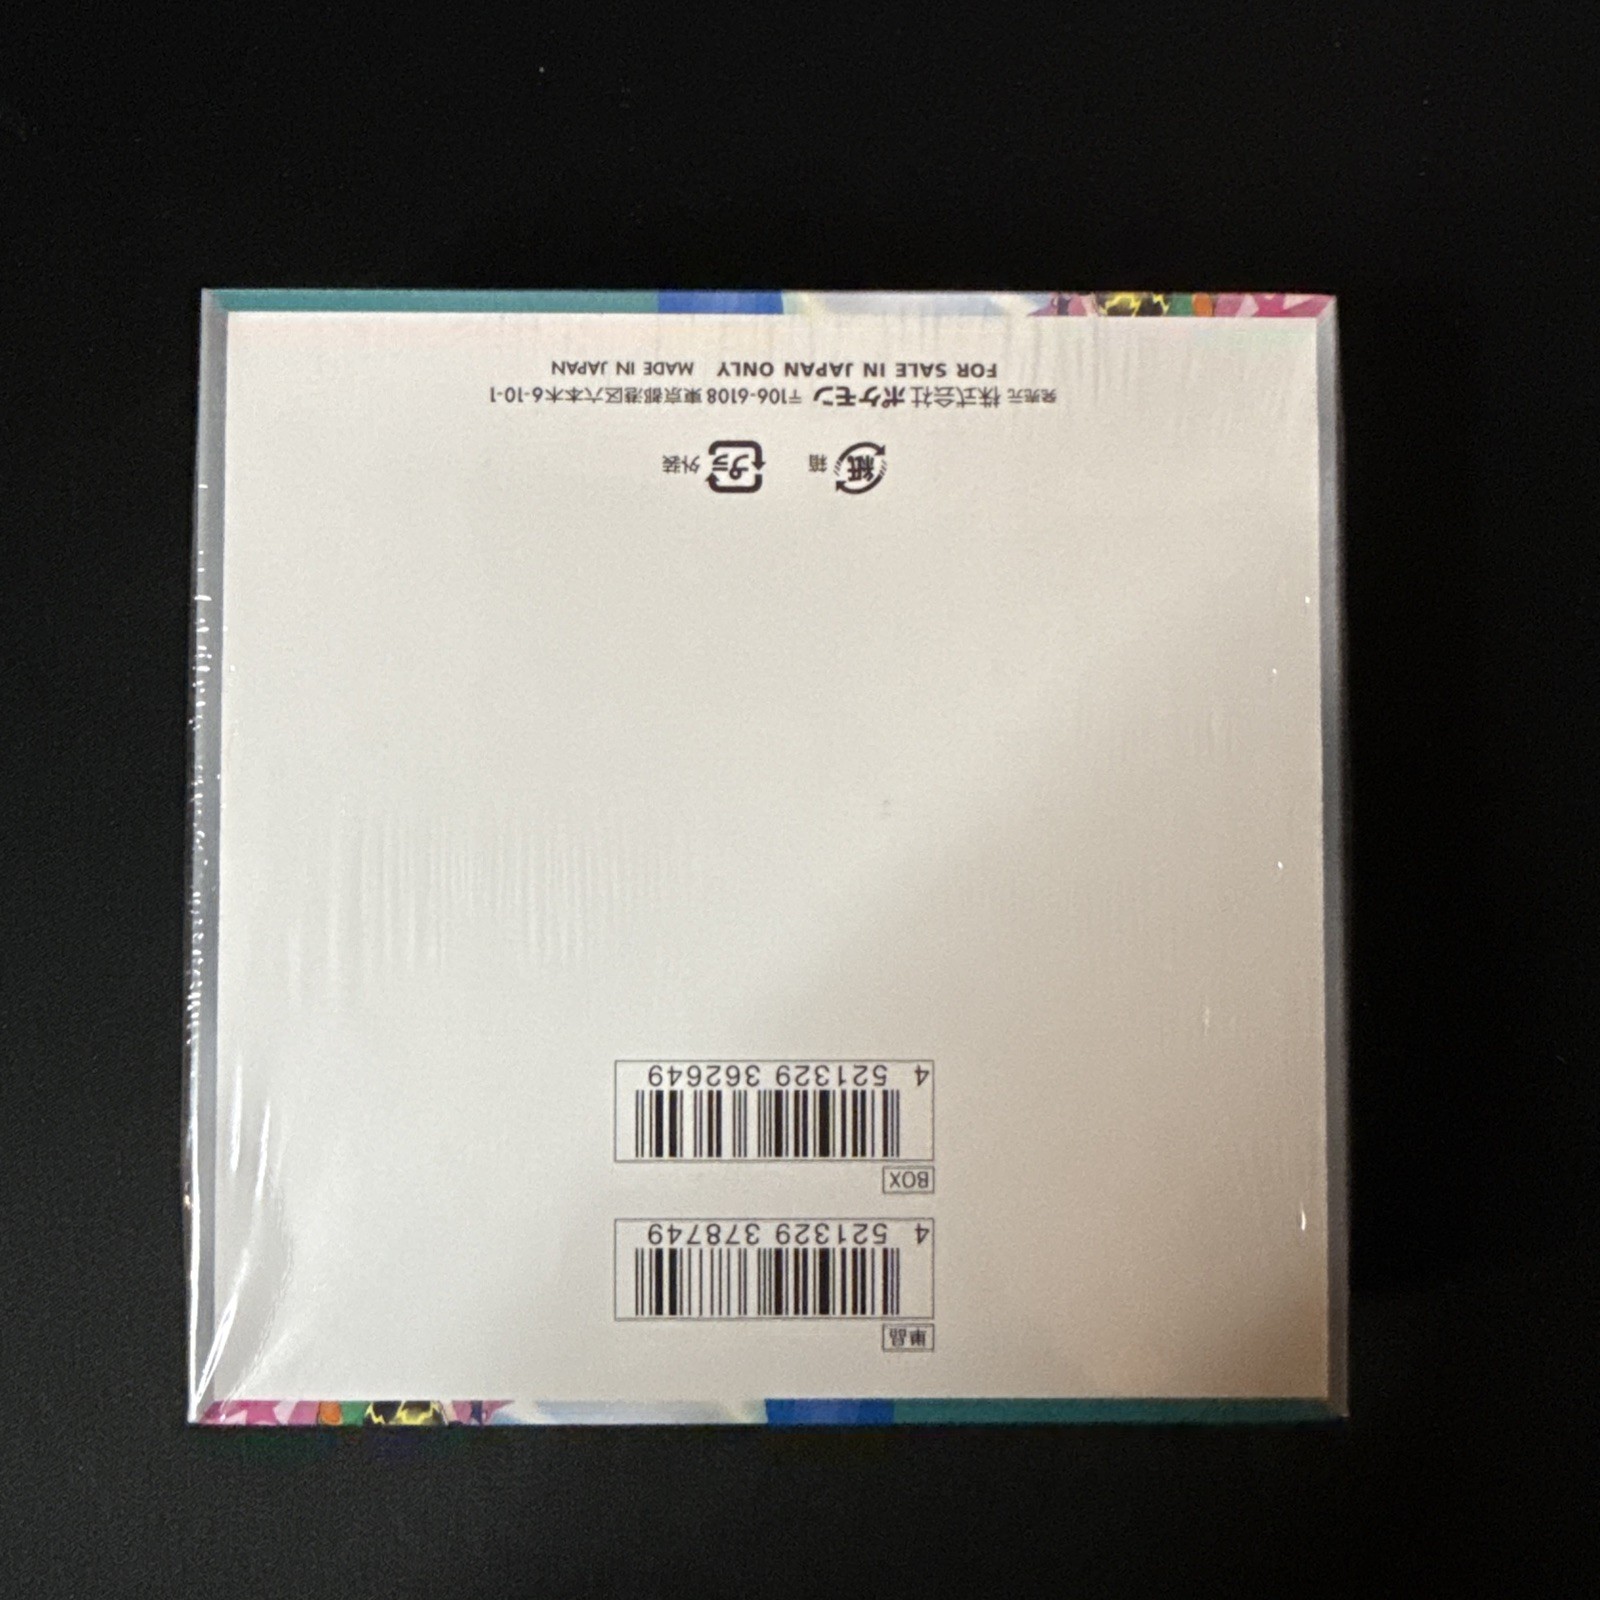 単品
4 521329 378749
BOX
4 521329 362649
箱 紙 外装 プラ
発売元 株式会社ポケモン 〒106-6108 東京都港区六本木6-10-1
FOR SALE IN JAPAN ONLY MADE IN JAPAN